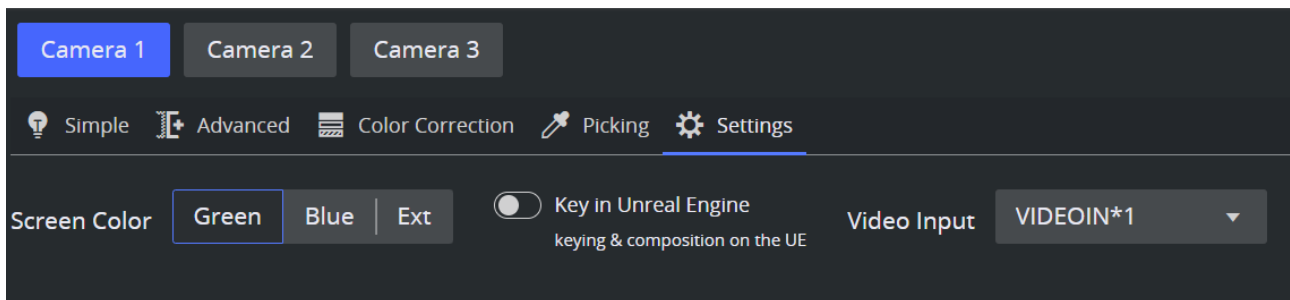 Camera 1 Camera 2 Camera 3
Simple Advanced Color Correction Picking Settings
Screen Color Green Blue Ext Key in Unreal Engine Video Input VIDEOIN*1
keying & composition on the UE